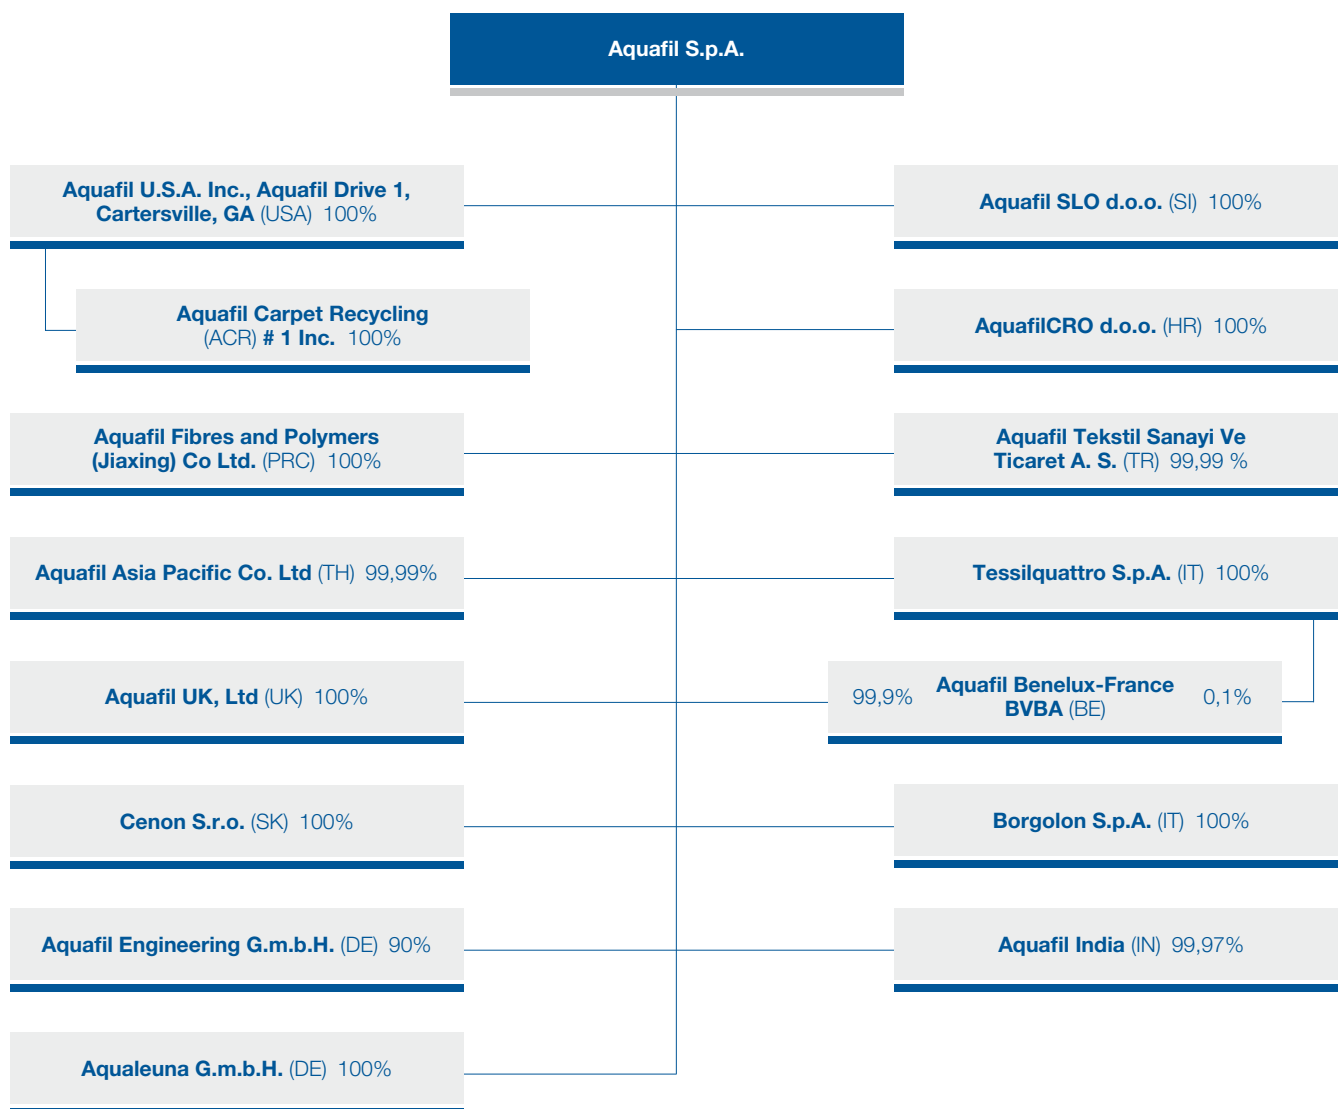 Aquafil S.p.A.
Aquafil U.S.A. Inc., Aquafil Drive 1,
Cartersville, GA (USA) 100%
Aquafil SLO d.o.o. (SI) 100%
Aquafil Carpet Recycling
(ACR) # 1 Inc. 100%
AquafilCRO d.o.o. (HR) 100%
Aquafil Fibres and Polymers
(Jiaxing) Co Ltd. (PRC) 100%
Aquafil Tekstil Sanayi Ve
Ticaret A. S. (TR) 99,99 %
Aquafil Asia Pacific Co. Ltd (TH) 99,99%
Tessilquattro S.p.A. (IT) 100%
Aquafil UK, Ltd (UK) 100%
99,9% Aquafil Benelux-France 0,1%
BVBA (BE)
Cenon S.r.o. (SK) 100%
Borgolon S.p.A. (IT) 100%
Aquafil Engineering G.m.b.H. (DE) 90%
Aquafil India (IN) 99,97%
Aqualeuna G.m.b.H. (DE) 100%